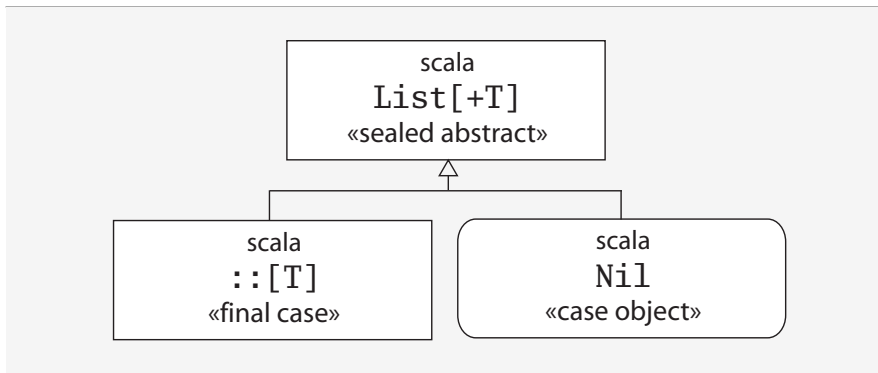 scala
List[+T]
«sealed abstract»
scala
::[T]
«final case»
scala
Nil
«case object»